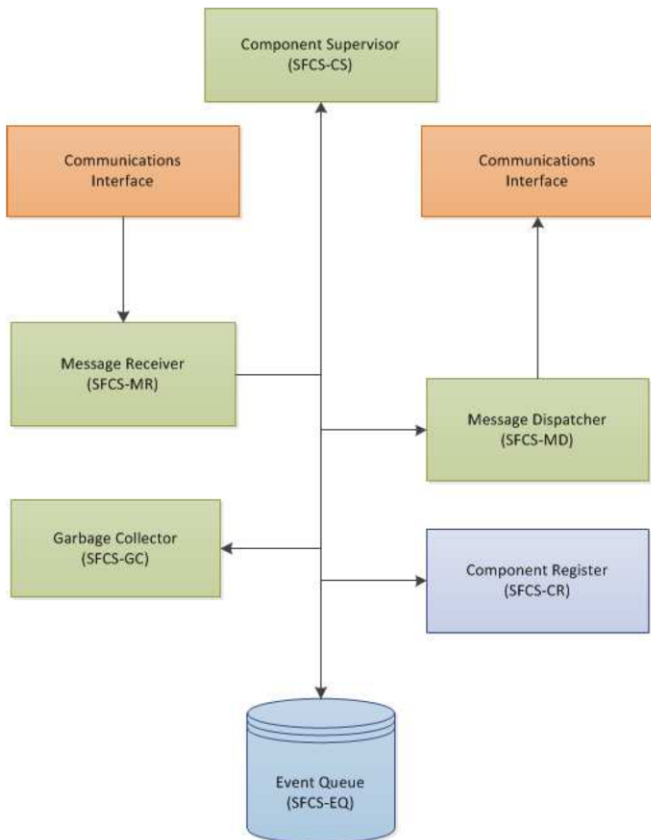 Component Supervisor
(SFCS-CS)
Communications
Interface
Communications
Interface
Message Receiver
(SFCS-MR)
Message Dispatcher
(SFCS-MD)
Garbage Collector
(SFCS-GC)
Component Register
(SFCS-CR)
Event Queue
(SFCS-EQ)